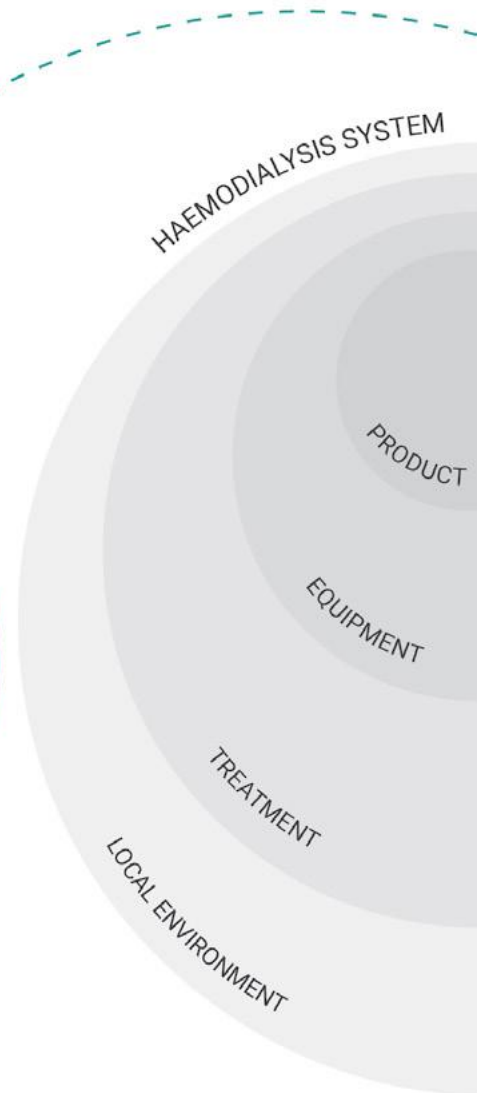 HAEMODIALYSIS SYSTEM
PRODUCT
EQUIPMENT
TREATMENT
LOCAL ENVIRONMENT